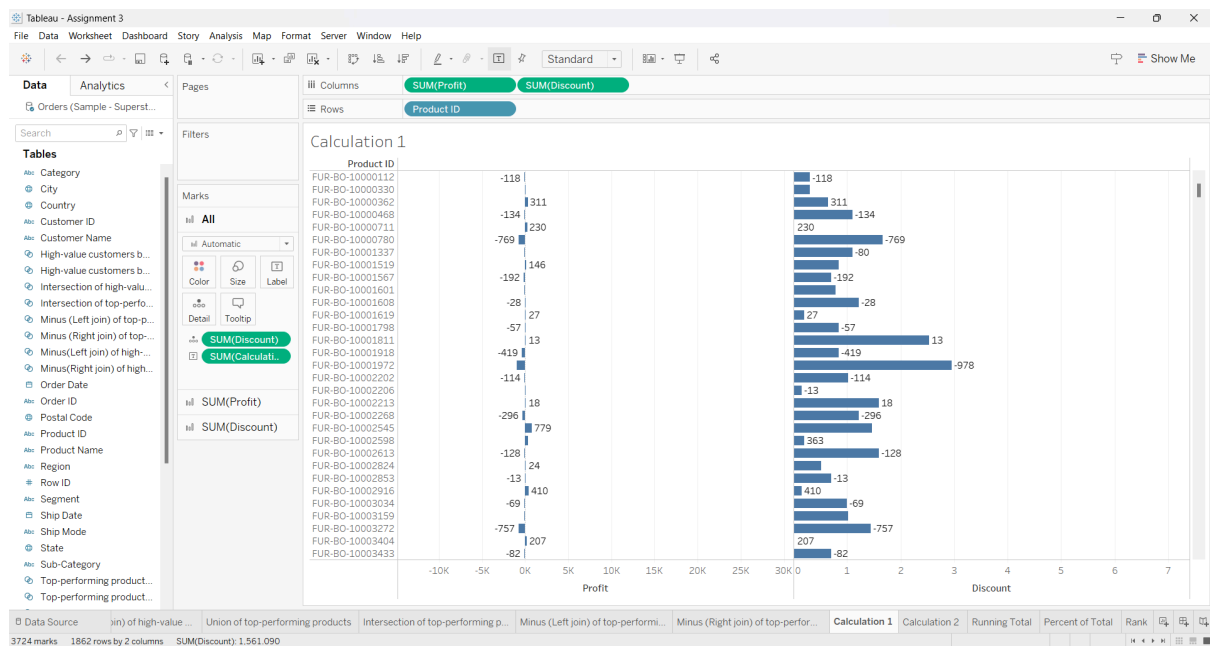 Tableau - Assignment 3
File Data Worksheet Dashboard Story Analysis Map Format Server Window Help
Standard
Show Me
Data Analytics
Orders (Sample - Superst...
Search
Tables
Abc Category
City
Country
Abc Customer ID
Abc Customer Name
High-value customers b...
High-value customers b...
Intersection of high-valu...
Intersection of top-perfo...
Minus (Left join) of top-p...
Minus (Right join) of top-...
Minus(Left join) of high-...
Minus(Right join) of high...
Order Date
Abc Order ID
Postal Code
Abc Product ID
Abc Product Name
Abc Region
# Row ID
Abc Segment
Ship Date
Abc Ship Mode
State
Abc Sub-Category
Top-performing product...
Top-performing product...
Pages
Filters
Marks
All
Automatic
Color Size Label
Detail Tooltip
SUM(Discount)
SUM(Calculati..
SUM(Profit)
SUM(Discount)
Columns SUM(Profit) SUM(Discount)
Rows Product ID
Calculation 1
Product ID
FUR-BO-10000112 -118 -118
FUR-BO-10000330
FUR-BO-10000362 311 311
FUR-BO-10000468 -134 -134
FUR-BO-10000711 230 230
FUR-BO-10000780 -769 -769
FUR-BO-10001337 -80
FUR-BO-10001519 146
FUR-BO-10001567 -192 -192
FUR-BO-10001601
FUR-BO-10001608 -28 -28
FUR-BO-10001619 27 27
FUR-BO-10001798 -57 -57
FUR-BO-10001811 13 13
FUR-BO-10001918 -419 -419
FUR-BO-10001972 -978
FUR-BO-10002202 -114 -114
FUR-BO-10002206 -13
FUR-BO-10002213 18 18
FUR-BO-10002268 -296 -296
FUR-BO-10002545 779
FUR-BO-10002598 363
FUR-BO-10002613 -128 -128
FUR-BO-10002824 24
FUR-BO-10002853 -13 -13
FUR-BO-10002916 410 410
FUR-BO-10003034 -69 -69
FUR-BO-10003159
FUR-BO-10003272 -757 -757
FUR-BO-10003404 207 207
FUR-BO-10003433 -82 -82
-10K -5K 0K 5K 10K 15K 20K 25K 30K 0 1 2 3 4 5 6 7
Profit Discount
Data Source oin) of high-value ... Union of top-performing products Intersection of top-performing p... Minus (Left join) of top-performi... Minus (Right join) of top-perfor... Calculation 1 Calculation 2 Running Total Percent of Total Rank
3724 marks 1862 rows by 2 columns SUM(Discount): 1.561.090